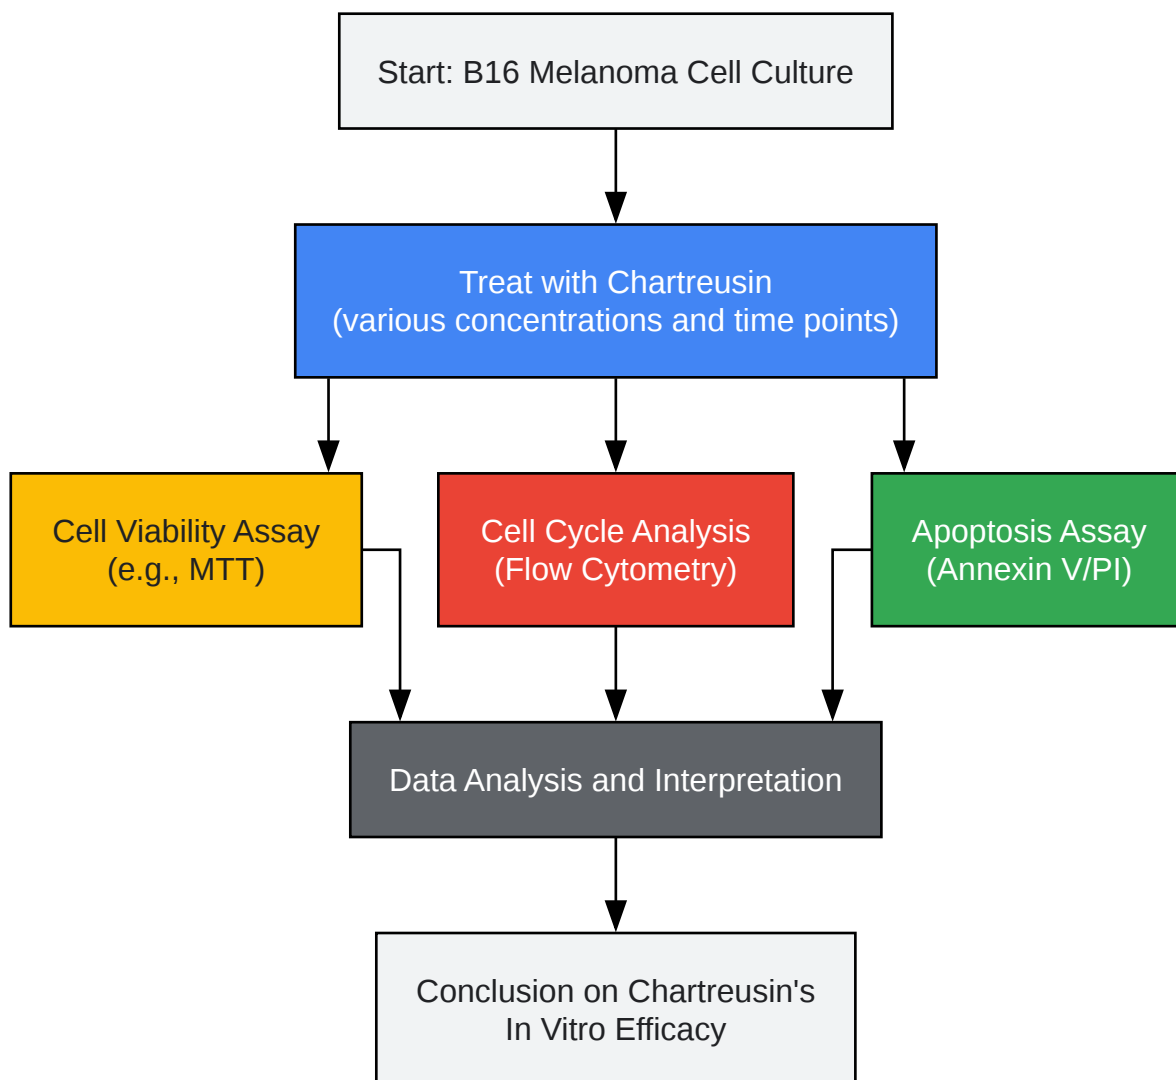 Start: B16 Melanoma Cell Culture
Treat with Chartreusin
(various concentrations and time points)
Cell Viability Assay
(e.g., MTT)
Cell Cycle Analysis
(Flow Cytometry)
Apoptosis Assay
(Annexin V/PI)
Data Analysis and Interpretation
Conclusion on Chartreusin's
In Vitro Efficacy